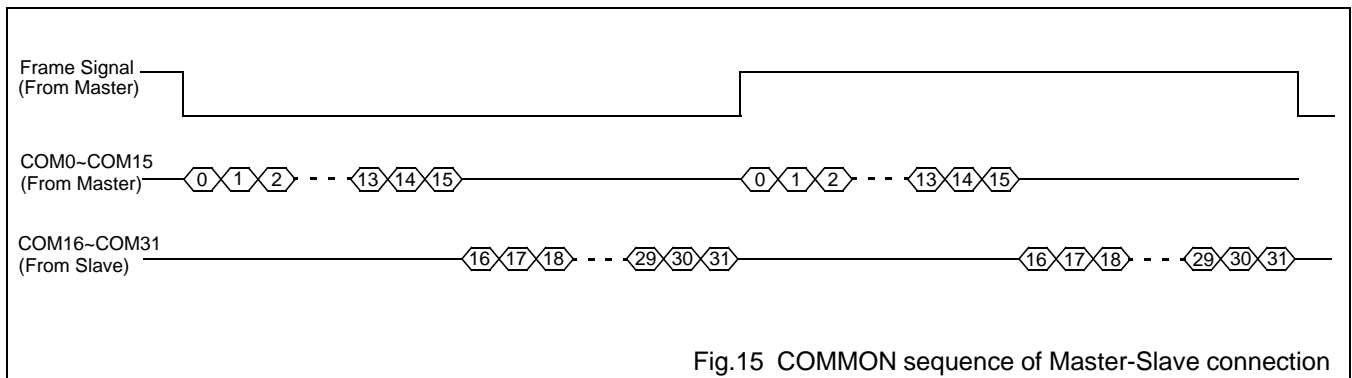 Frame Signal
(From Master)
COM0~COM15
(From Master)
0 1 2 13 14 15 0 1 2 13 14 15
COM16~COM31
(From Slave)
16 17 18 29 30 31 16 17 18 29 30 31
Fig.15 COMMON sequence of Master-Slave connection